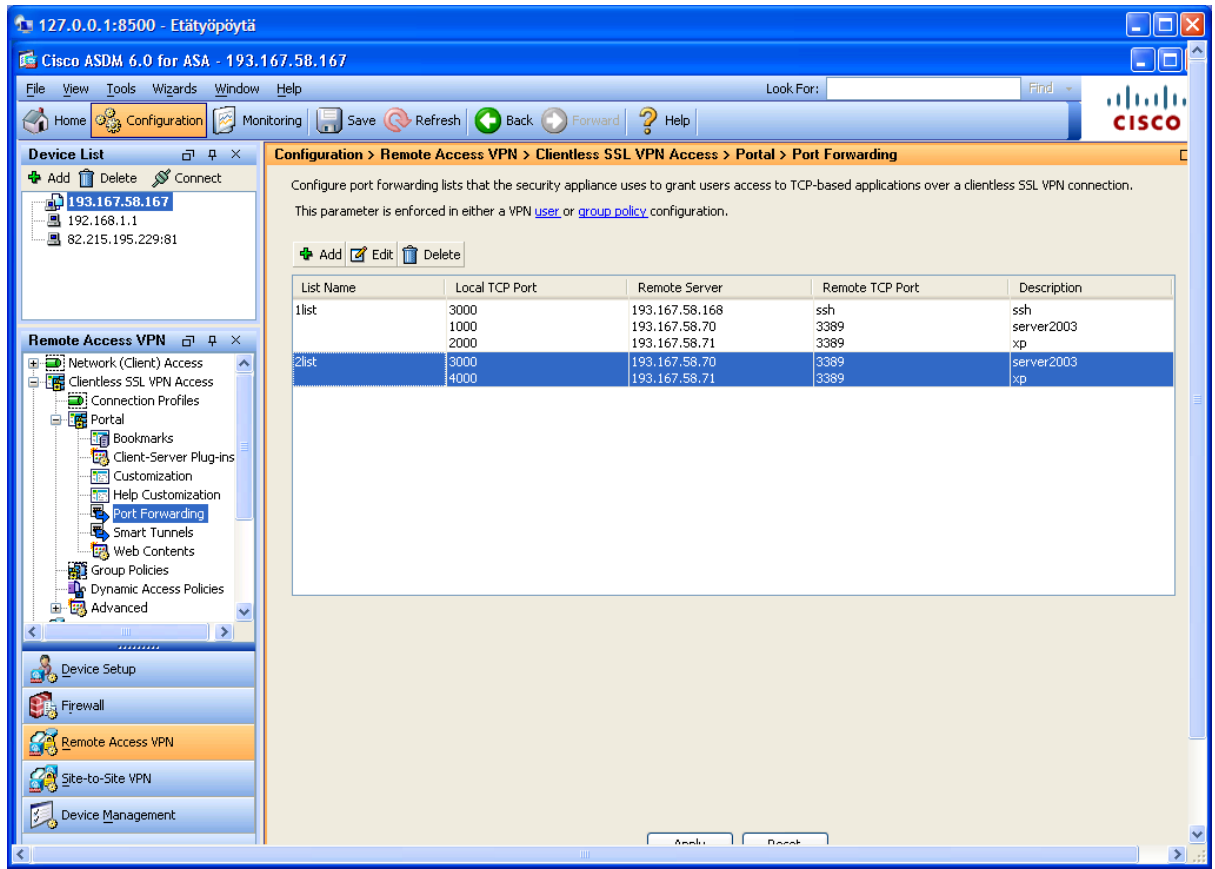 127.0.0.1:8500 - Etätyöpöytä
Cisco ASDM 6.0 for ASA - 193.167.58.167
File View Tools Wizards Window Help Look For: Find
Home Configuration Monitoring Save Refresh Back Forward Help
CISCO
Device List
Add Delete Connect
193.167.58.167
192.168.1.1
82.215.195.229:81
Remote Access VPN
Network (Client) Access
Clientless SSL VPN Access
Connection Profiles
Portal
Bookmarks
Client-Server Plug-ins
Customization
Help Customization
Port Forwarding
Smart Tunnels
Web Contents
Group Policies
Dynamic Access Policies
Advanced
Device Setup
Firewall
Remote Access VPN
Site-to-Site VPN
Device Management
Configuration > Remote Access VPN > Clientless SSL VPN Access > Portal > Port Forwarding
Configure port forwarding lists that the security appliance uses to grant users access to TCP-based applications over a clientless SSL VPN connection.
This parameter is enforced in either a VPN user or group policy configuration.
Add Edit Delete
List Name Local TCP Port Remote Server Remote TCP Port Description
1list 3000 193.167.58.168 ssh ssh
1000 193.167.58.70 3389 server2003
2000 193.167.58.71 3389 xp
2list 3000 193.167.58.70 3389 server2003
4000 193.167.58.71 3389 xp
Apply Reset